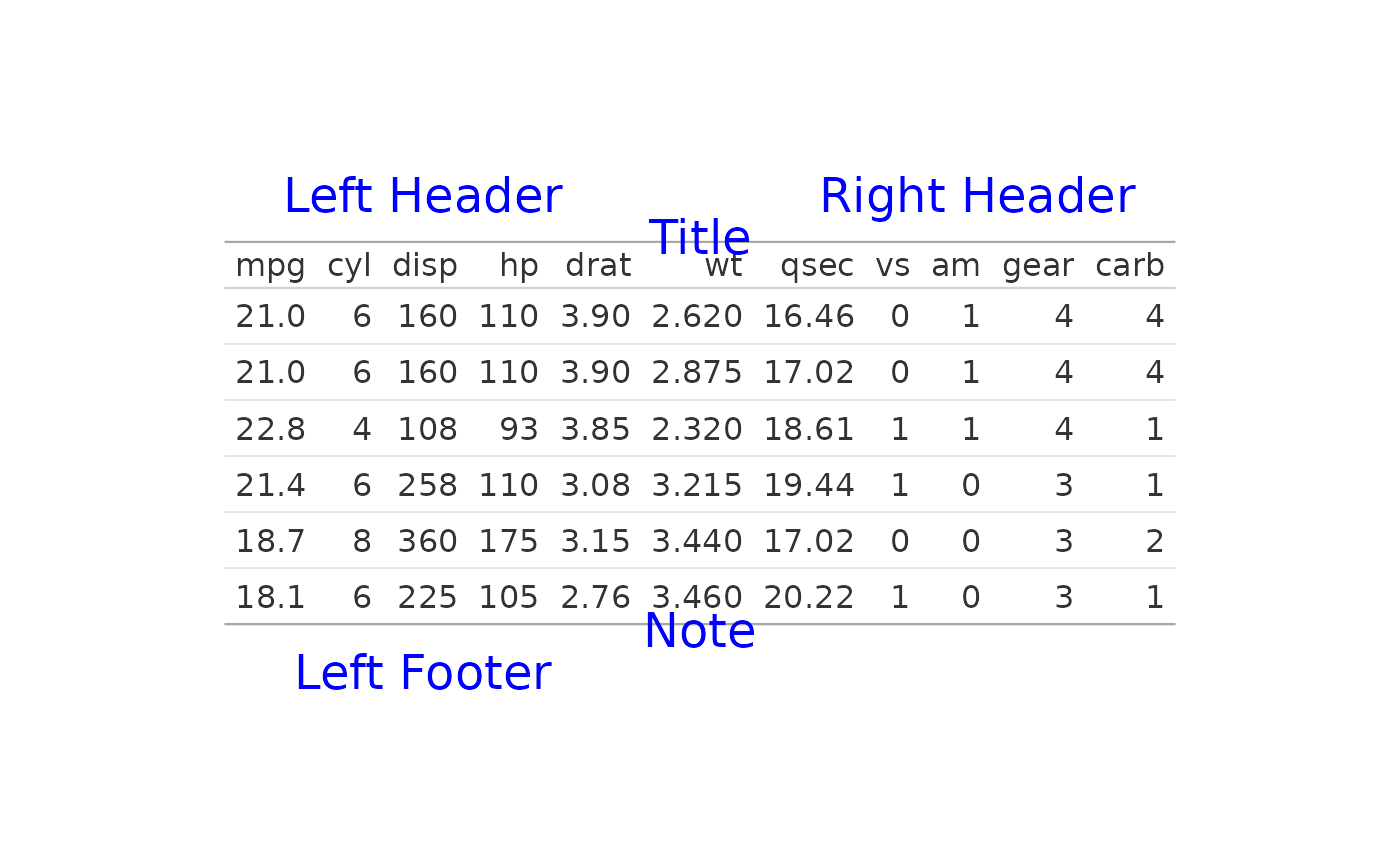 Left Header Right Header
Title
mpg cyl disp hp drat wt qsec vs am gear carb
21.0 6 160 110 3.90 2.620 16.46 0 1 4 4
21.0 6 160 110 3.90 2.875 17.02 0 1 4 4
22.8 4 108 93 3.85 2.320 18.61 1 1 4 1
21.4 6 258 110 3.08 3.215 19.44 1 0 3 1
18.7 8 360 175 3.15 3.440 17.02 0 0 3 2
18.1 6 225 105 2.76 3.460 20.22 1 0 3 1
Note
Left Footer